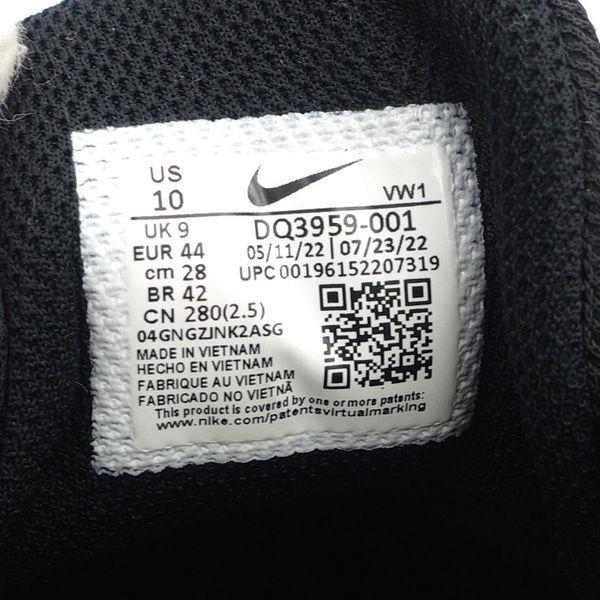 US
10
VW1
UK 9
DQ3959-001
EUR 44
05/11/22 | 07/23/22
cm 28
UPC 00196152207319
BR 42
CN 280(2.5)
04GNGZJNK2ASG
MADE IN VIETNAM
HECHO EN VIETNAM
FABRIQUE AU VIETNAM
FABRICADO NO VIETNÃ
This product is covered by one or more patents:
www.nike.com/patentsvirtualmarking